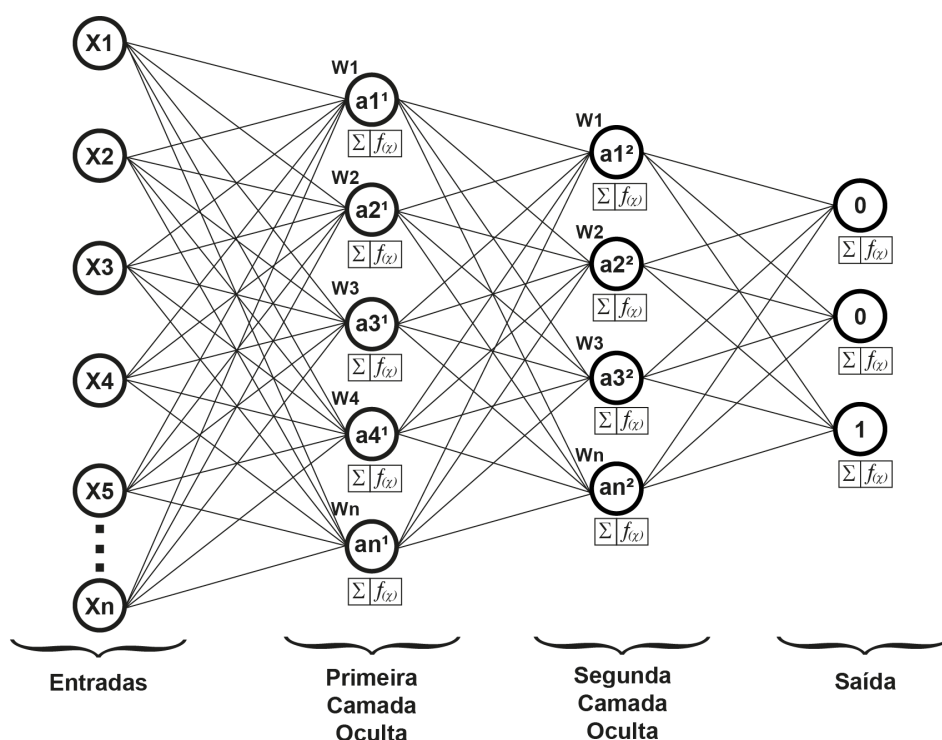 X1
X2
X3
X4
X5
Xn
Entradas
W1
a1¹
Σ f(χ)
W2
a2¹
Σ f(χ)
W3
a3¹
Σ f(χ)
W4
a4¹
Σ f(χ)
Wn
an¹
Σ f(χ)
Primeira
Camada
Oculta
W1
a1²
Σ f(χ)
W2
a2²
Σ f(χ)
W3
a3²
Σ f(χ)
Wn
an²
Σ f(χ)
Segunda
Camada
Oculta
0
Σ f(χ)
0
Σ f(χ)
1
Σ f(χ)
Saída